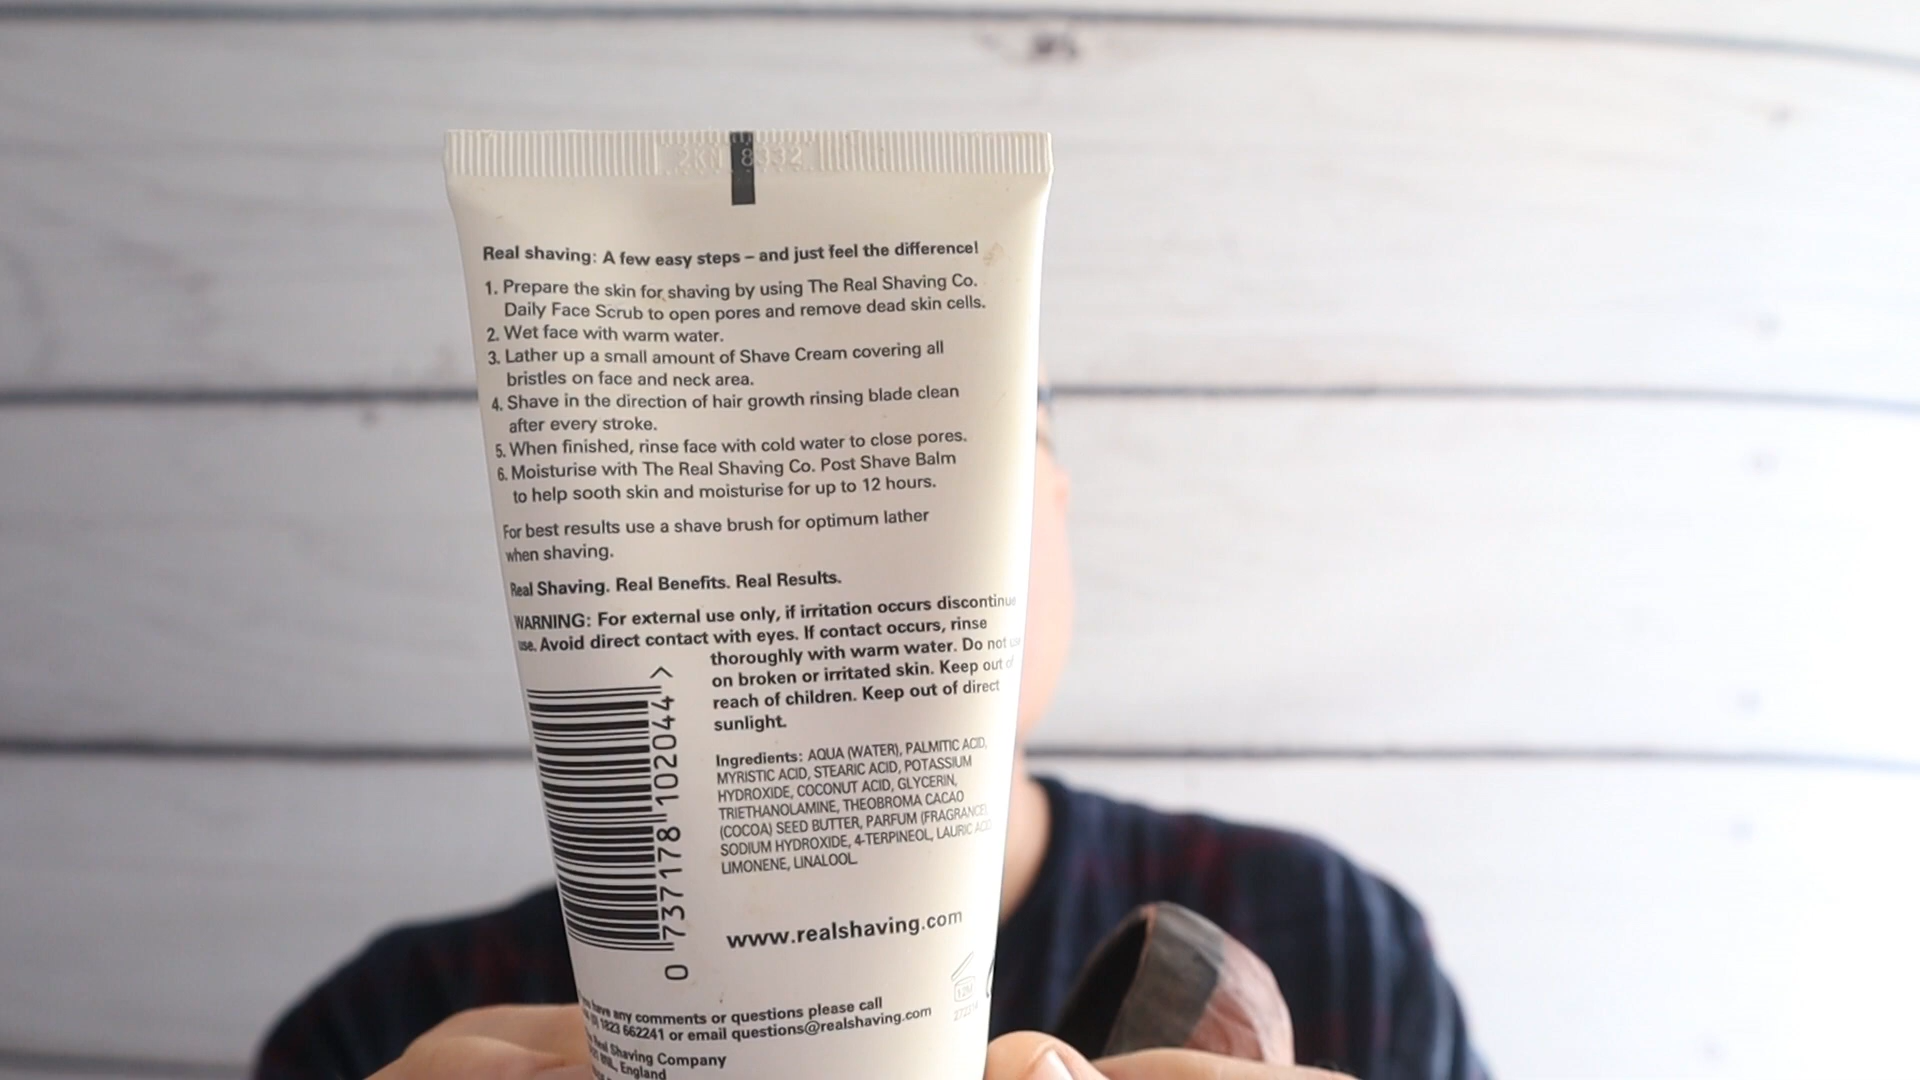 2KN 8332
Real shaving: A few easy steps – and just feel the difference!
1. Prepare the skin for shaving by using The Real Shaving Co.
Daily Face Scrub to open pores and remove dead skin cells.
2. Wet face with warm water.
3. Lather up a small amount of Shave Cream covering all
bristles on face and neck area.
4. Shave in the direction of hair growth rinsing blade clean
after every stroke.
5. When finished, rinse face with cold water to close pores.
6. Moisturise with The Real Shaving Co. Post Shave Balm
to help sooth skin and moisturise for up to 12 hours.
For best results use a shave brush for optimum lather
when shaving.
Real Shaving. Real Benefits. Real Results.
WARNING: For external use only, if irritation occurs discontinue
use. Avoid direct contact with eyes. If contact occurs, rinse
thoroughly with warm water. Do not use
on broken or irritated skin. Keep out of
reach of children. Keep out of direct
sunlight.
0 737178 102044 >
Ingredients: AQUA (WATER), PALMITIC ACID,
MYRISTIC ACID, STEARIC ACID, POTASSIUM
HYDROXIDE, COCONUT ACID, GLYCERIN,
TRIETHANOLAMINE, THEOBROMA CACAO
(COCOA) SEED BUTTER, PARFUM (FRAGRANCE)
SODIUM HYDROXIDE, 4-TERPINEOL, LAURIC ACID
LIMONENE, LINALOOL.
www.realshaving.com
12M
have any comments or questions please call
1823 662241 or email questions@realshaving.com
Real Shaving Company
England